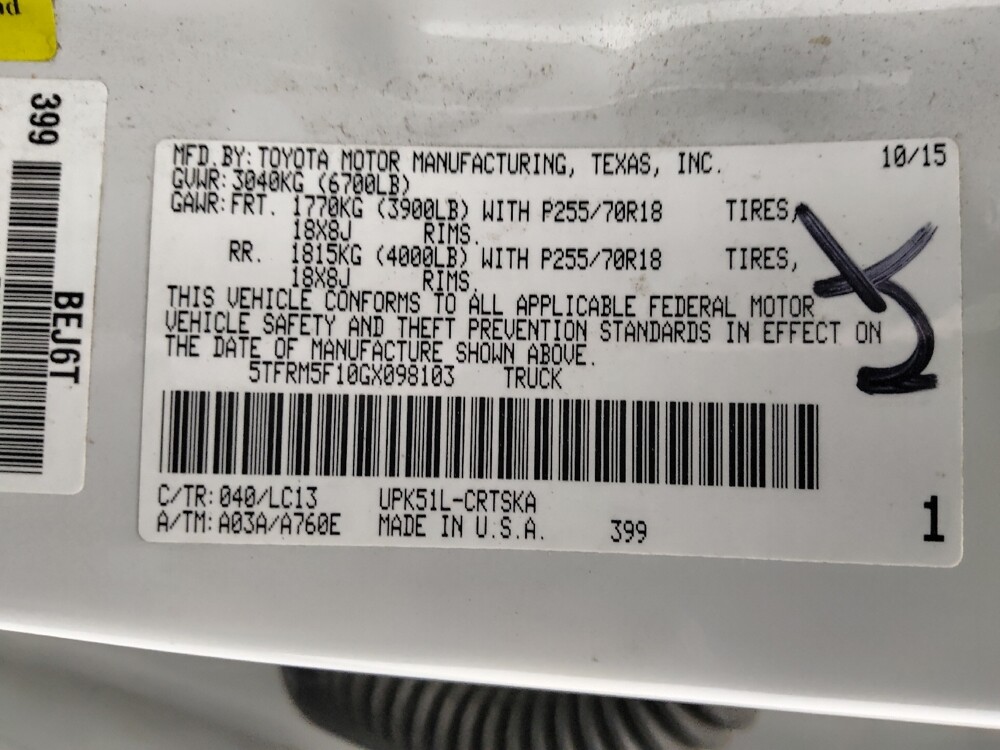 nd
399
BEJ6T
MFD. BY: TOYOTA MOTOR MANUFACTURING, TEXAS, INC. 10/15
GVWR: 3040KG (6700LB)
GAWR: FRT. 1770KG (3900LB) WITH P255/70R18 TIRES,
18X8J RIMS.
RR. 1815KG (4000LB) WITH P255/70R18 TIRES,
18X8J RIMS.
THIS VEHICLE CONFORMS TO ALL APPLICABLE FEDERAL MOTOR
VEHICLE SAFETY AND THEFT PREVENTION STANDARDS IN EFFECT ON
THE DATE OF MANUFACTURE SHOWN ABOVE.
5TFRM5F10GX098103 TRUCK
C/TR: 040/LC13 UPK51L-CRTSKA
A/TM: A03A/A760E MADE IN U.S.A. 399 1